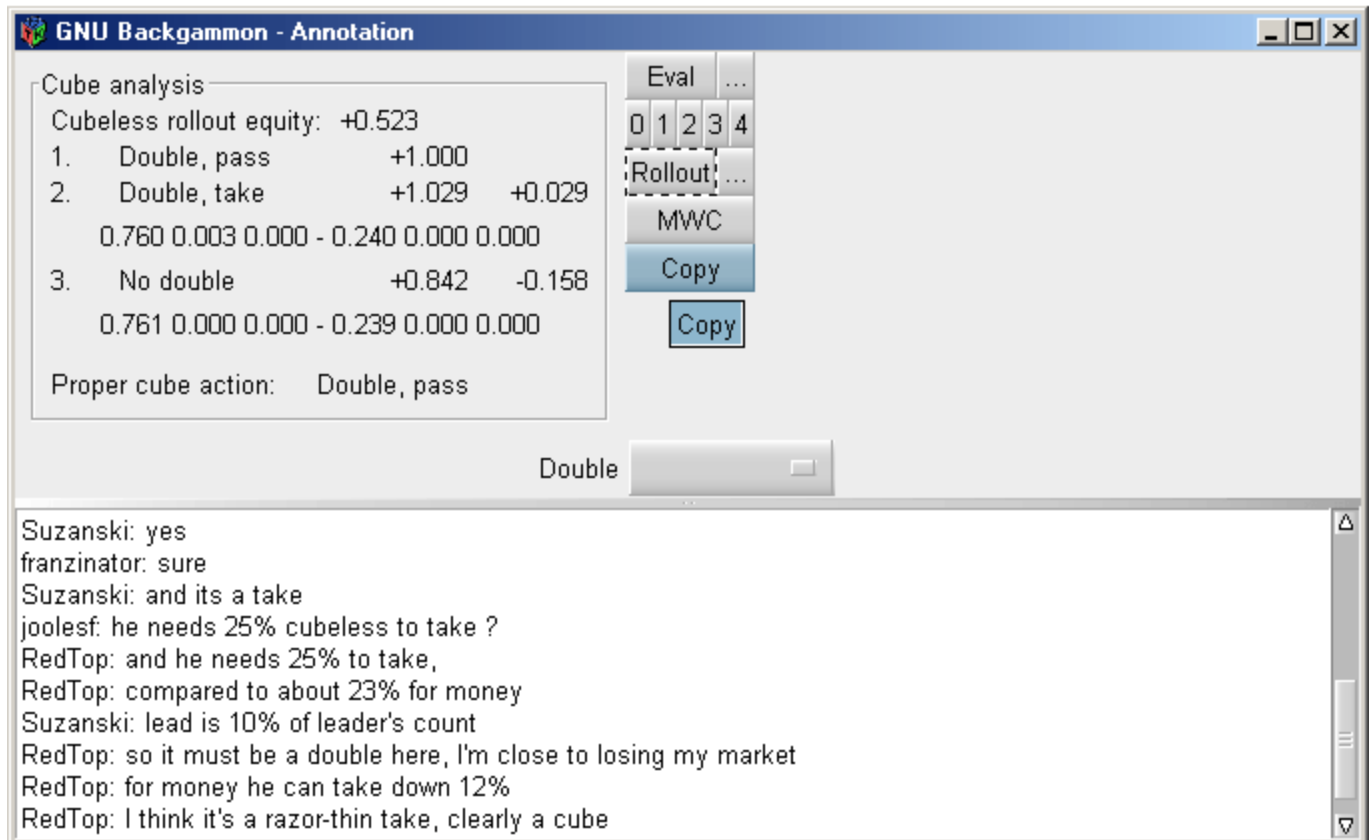 GNU Backgammon - Annotation
Cube analysis
Cubeless rollout equity: +0.523
1. Double, pass +1.000
2. Double, take +1.029 +0.029
0.760 0.003 0.000 - 0.240 0.000 0.000
3. No double +0.842 -0.158
0.761 0.000 0.000 - 0.239 0.000 0.000
Proper cube action: Double, pass
Eval ...
0 1 2 3 4
Rollout ...
MWC
Copy
Copy
Double
Suzanski: yes
franzinator: sure
Suzanski: and its a take
joolesf: he needs 25% cubeless to take ?
RedTop: and he needs 25% to take,
RedTop: compared to about 23% for money
Suzanski: lead is 10% of leader's count
RedTop: so it must be a double here, I'm close to losing my market
RedTop: for money he can take down 12%
RedTop: I think it's a razor-thin take, clearly a cube